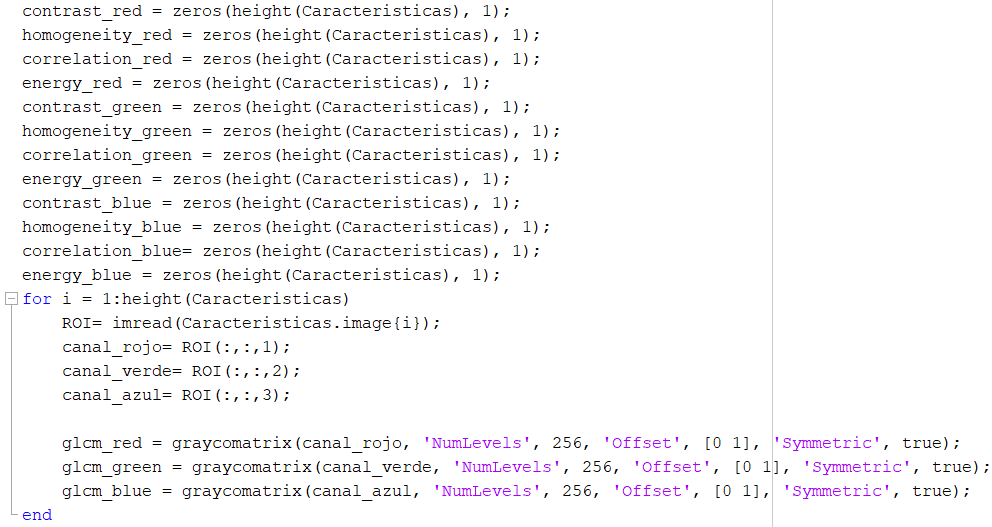 contrast_red = zeros(height(Caracteristicas), 1);
homogeneity_red = zeros(height(Caracteristicas), 1);
correlation_red = zeros(height(Caracteristicas), 1);
energy_red = zeros(height(Caracteristicas), 1);
contrast_green = zeros(height(Caracteristicas), 1);
homogeneity_green = zeros(height(Caracteristicas), 1);
correlation_green = zeros(height(Caracteristicas), 1);
energy_green = zeros(height(Caracteristicas), 1);
contrast_blue = zeros(height(Caracteristicas), 1);
homogeneity_blue = zeros(height(Caracteristicas), 1);
correlation_blue= zeros(height(Caracteristicas), 1);
energy_blue = zeros(height(Caracteristicas), 1);
for i = 1:height(Caracteristicas)
    ROI= imread(Caracteristicas.image{i});
    canal_rojo= ROI(:,:,1);
    canal_verde= ROI(:,:,2);
    canal_azul= ROI(:,:,3);

    glcm_red = graycomatrix(canal_rojo, 'NumLevels', 256, 'Offset', [0 1], 'Symmetric', true);
    glcm_green = graycomatrix(canal_verde, 'NumLevels', 256, 'Offset', [0 1], 'Symmetric', true);
    glcm_blue = graycomatrix(canal_azul, 'NumLevels', 256, 'Offset', [0 1], 'Symmetric', true);
end